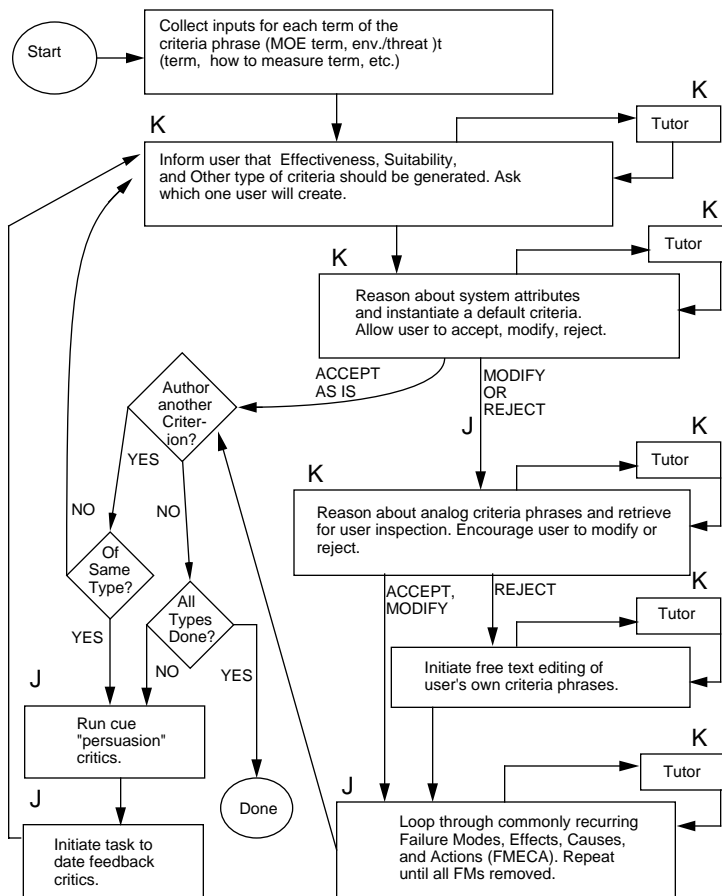 Start
Collect inputs for each term of the
criteria phrase (MOE term, env./threat )t
(term, how to measure term, etc.)
K
K
Tutor
Inform user that Effectiveness, Suitability,
and Other type of criteria should be generated. Ask
which one user will create.
K
K
Tutor
Reason about system attributes
and instantiate a default criteria.
Allow user to accept, modify, reject.
ACCEPT
AS IS
MODIFY
OR
REJECT
J
Author
another
Criter-
ion?
YES
NO
NO
K
K
Tutor
Reason about analog criteria phrases and retrieve
for user inspection. Encourage user to modify or
reject.
Of
Same
Type?
All
Types
Done?
ACCEPT,
MODIFY
REJECT
K
Tutor
YES
NO
YES
Initiate free text editing of
user's own criteria phrases.
J
Run cue
"persuasion"
critics.
J
Done
J
K
Tutor
Initiate task to
date feedback
critics.
Loop through commonly recurring
Failure Modes, Effects, Causes,
and Actions (FMECA). Repeat
until all FMs removed.